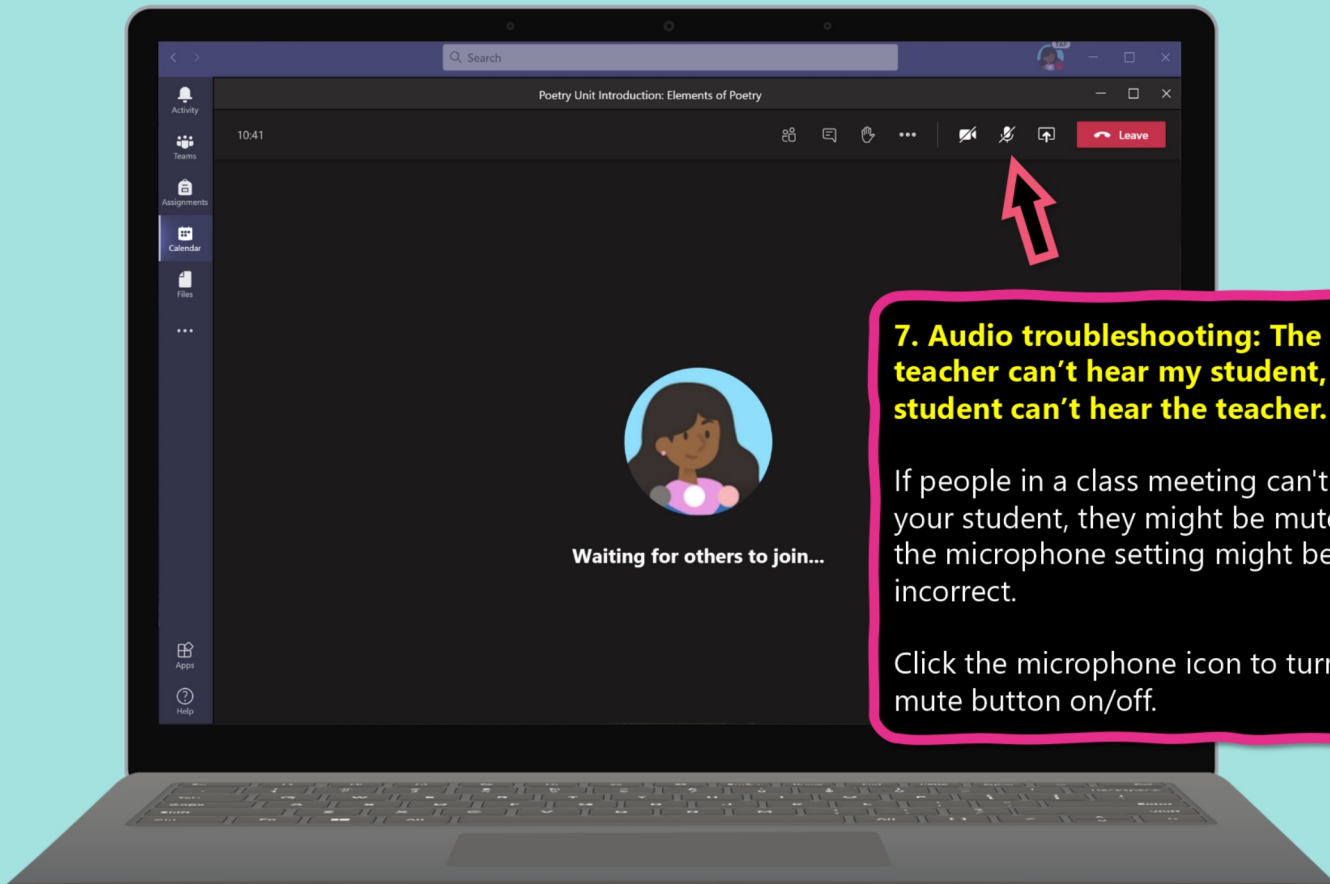 Search
TAP
Poetry Unit Introduction: Elements of Poetry
Activity
10:41
Leave
Teams
Assignments
Calendar
Files
7. Audio troubleshooting: The
teacher can't hear my student,
student can't hear the teacher.
If people in a class meeting can't
your student, they might be
the microphone setting might be
incorrect.
Waiting for others to join...
Click the microphone icon to
mute button on/off.
Apps
Help